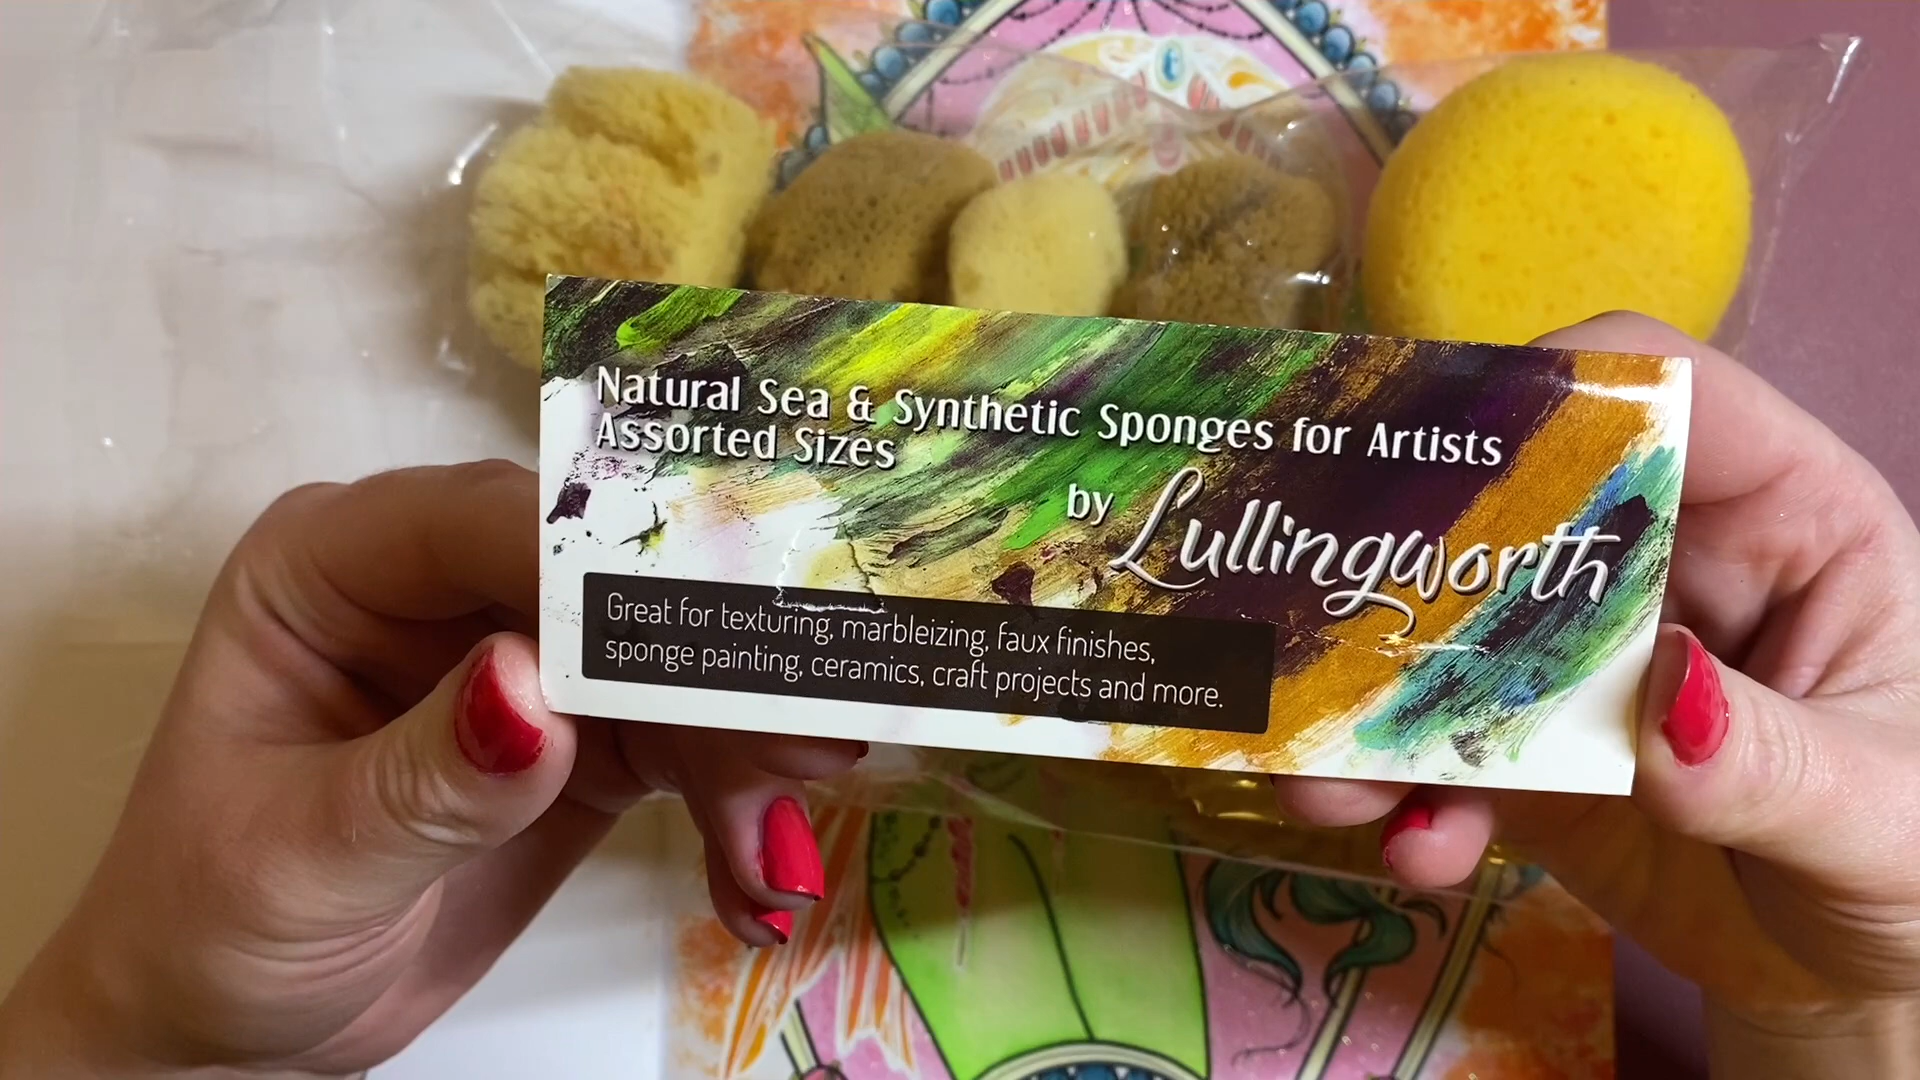 Natural Sea & Synthetic Sponges for Artists
Assorted Sizes
by Lullingworth
Great for texturing, marbleizing, faux finishes,
sponge painting, ceramics, craft projects and more.